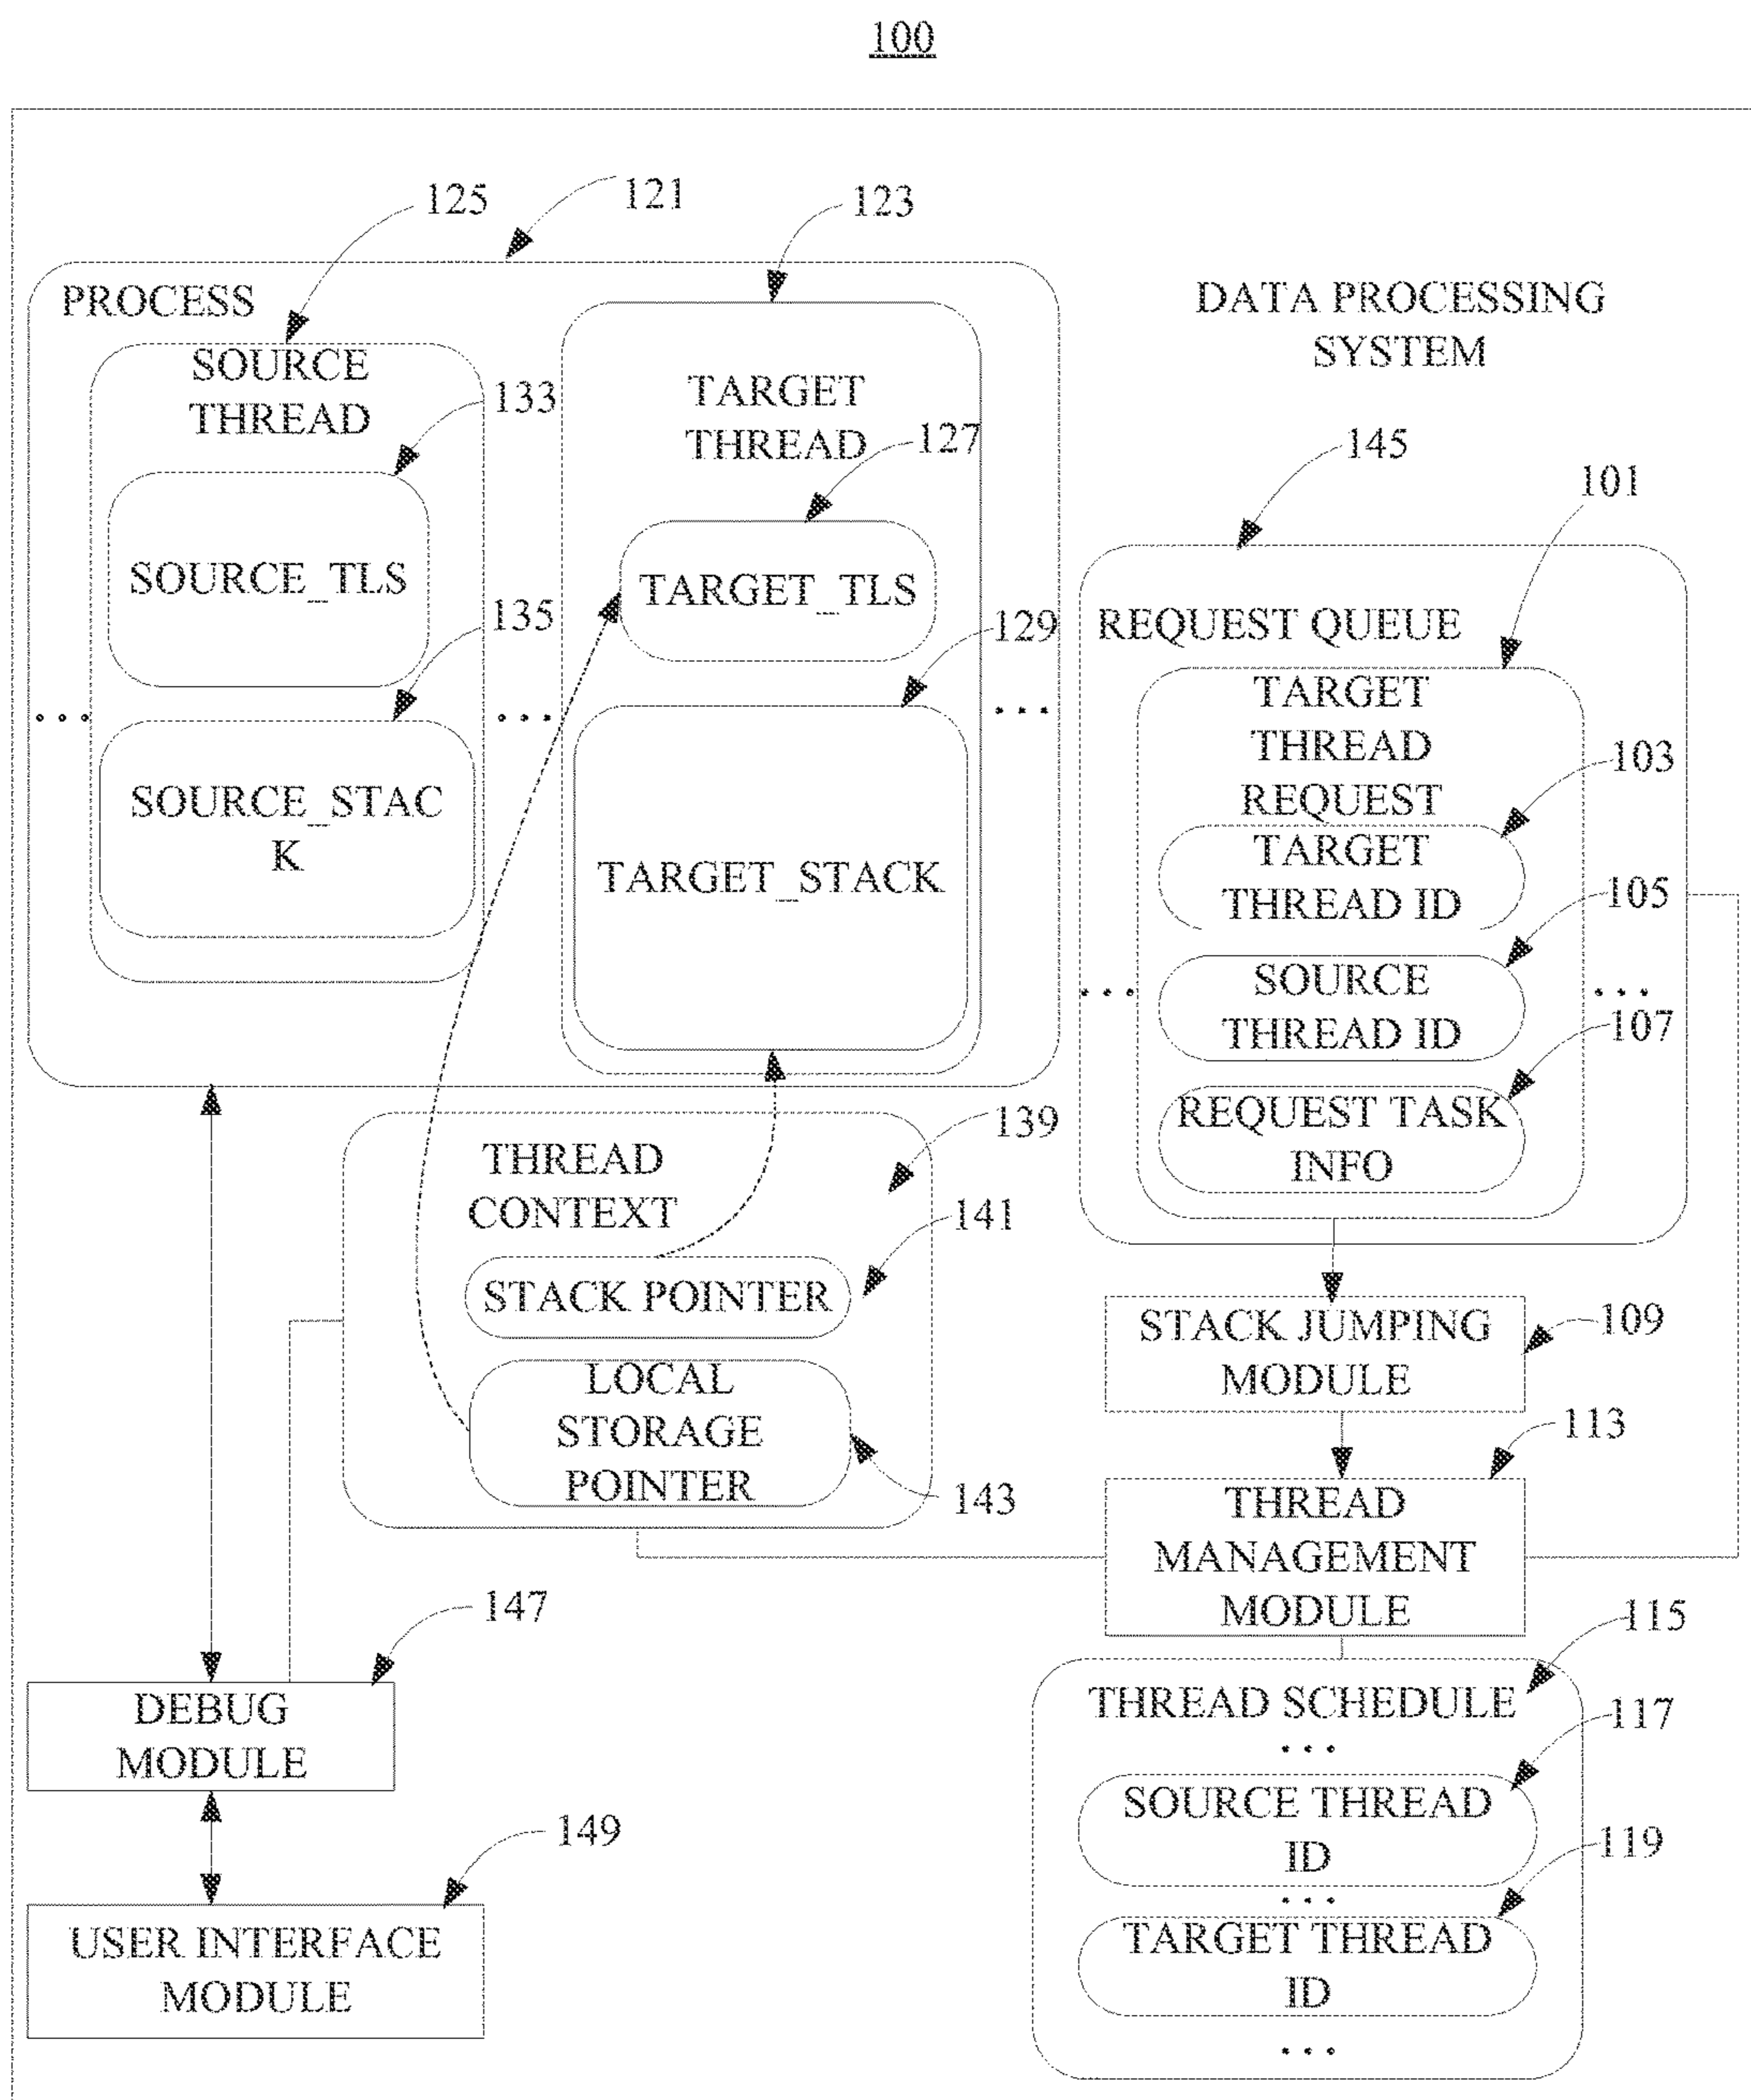 100
125
121
123
PROCESS
DATA PROCESSING
SYSTEM
SOURCE
THREAD
133
TARGET
THREAD
127
145
101
SOURCE_TLS
TARGET_TLS
135
129
REQUEST QUEUE
TARGET
THREAD
REQUEST
103
...
...
...
SOURCE_STAC
K
TARGET_STACK
TARGET
THREAD ID
105
...
SOURCE
THREAD ID
...
107
REQUEST TASK
INFO
THREAD
CONTEXT
139
141
STACK POINTER
STACK JUMPING
MODULE
109
LOCAL
STORAGE
POINTER
143
113
THREAD
MANAGEMENT
MODULE
147
115
DEBUG
MODULE
THREAD SCHEDULE
117
...
SOURCE THREAD
ID
149
119
...
USER INTERFACE
MODULE
TARGET THREAD
ID
...